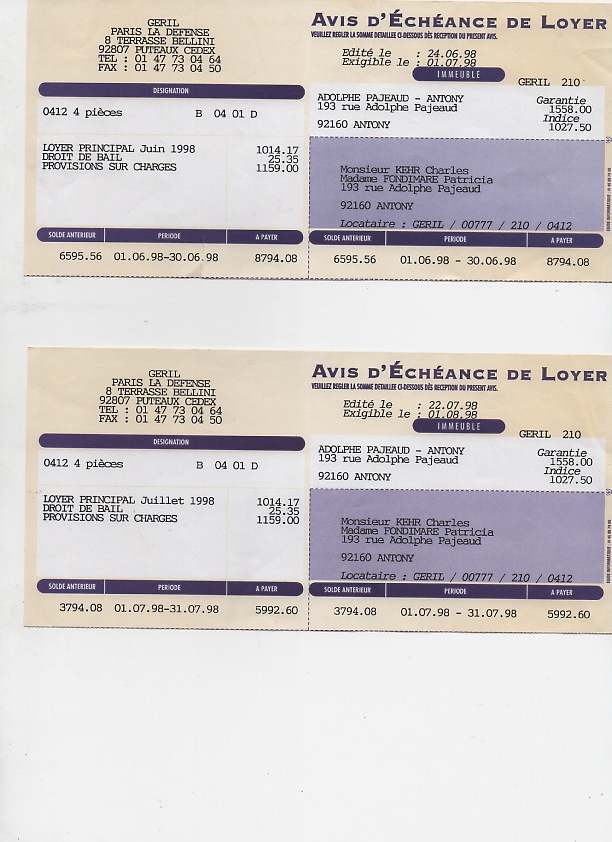 GERIL
PARIS LA DEFENSE
8 TERRASSE BELLINI
92807 PUTEAUX CEDEX
TEL : 01 47 73 04 64
FAX : 01 47 73 04 50
AVIS D'ÉCHÉANCE DE LOYER
VEUILLEZ REGLER LA SOMME DETAILLEE CI-DESSOUS DÈS RÉCEPTION DU PRESENT AVIS.
Edité le : 24.06.98
Exigible le : 01.07.98
IMMEUBLE
GERIL 210
DESIGNATION
0412 4 pièces B 04 01 D
LOYER PRINCIPAL Juin 1998 1014.17
DROIT DE BAIL 25.35
PROVISIONS SUR CHARGES 1159.00
ADOLPHE PAJEAUD - ANTONY
193 rue Adolphe Pajeaud
92160 ANTONY
Garantie
1558.00
Indice
1027.50
Monsieur KEHR Charles
Madame FONDIMARE Patricia
193 rue Adolphe Pajeaud
92160 ANTONY
Locataire : GERIL / 00777 / 210 / 0412
SOLDE ANTERIEUR PERIODE A PAYER
6595.56 01.06.98-30.06.98 8794.08
SOLDE ANTERIEUR PERIODE A PAYER
6595.56 01.06.98 - 30.06.98 8794.08
GERIL
PARIS LA DEFENSE
8 TERRASSE BELLINI
92807 PUTEAUX CEDEX
TEL : 01 47 73 04 64
FAX : 01 47 73 04 50
AVIS D'ÉCHÉANCE DE LOYER
VEUILLEZ REGLER LA SOMME DETAILLEE CI-DESSOUS DÈS RÉCEPTION DU PRESENT AVIS.
Edité le : 22.07.98
Exigible le : 01.08.98
IMMEUBLE
GERIL 210
DESIGNATION
0412 4 pièces B 04 01 D
LOYER PRINCIPAL Juillet 1998 1014.17
DROIT DE BAIL 25.35
PROVISIONS SUR CHARGES 1159.00
ADOLPHE PAJEAUD - ANTONY
193 rue Adolphe Pajeaud
92160 ANTONY
Garantie
1558.00
Indice
1027.50
Monsieur KEHR Charles
Madame FONDIMARE Patricia
193 rue Adolphe Pajeaud
92160 ANTONY
Locataire : GERIL / 00777 / 210 / 0412
SOLDE ANTERIEUR PERIODE A PAYER
3794.08 01.07.98-31.07.98 5992.60
SOLDE ANTERIEUR PERIODE A PAYER
3794.08 01.07.98 - 31.07.98 5992.60